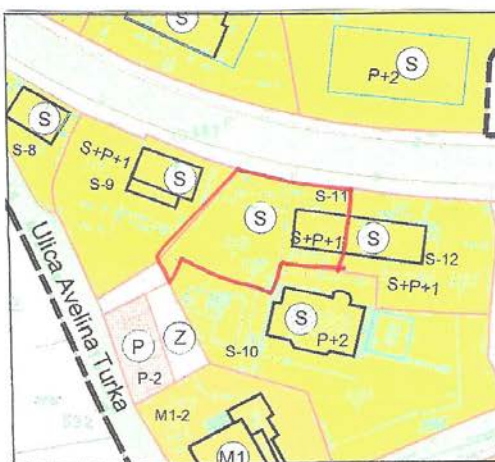 S
S
P+2
S
S-8
S+P+1
S
S-9
S-11
S
S+P+1
S
S-12
S+P+1
Ulica Avelina Turka
S
P+2
P
Z
P-2
S-10
M1-2
M1